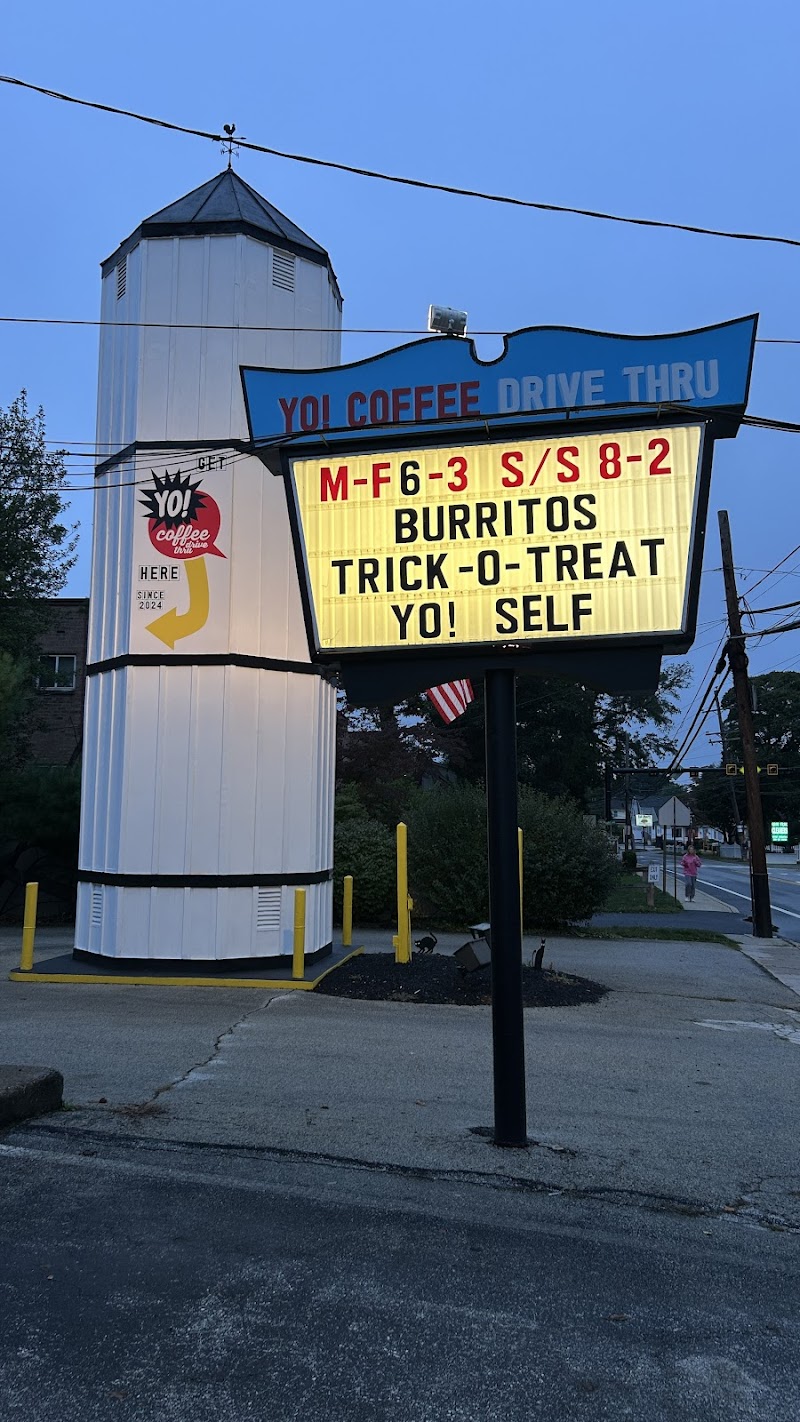 YO! COFFEE DRIVE THRU
M-F 6-3 S/S 8-2
BURRITOS
TRICK-O-TREAT
YO! SELF
GET
YO!
coffee
drive
thru
HERE
SINCE
2024